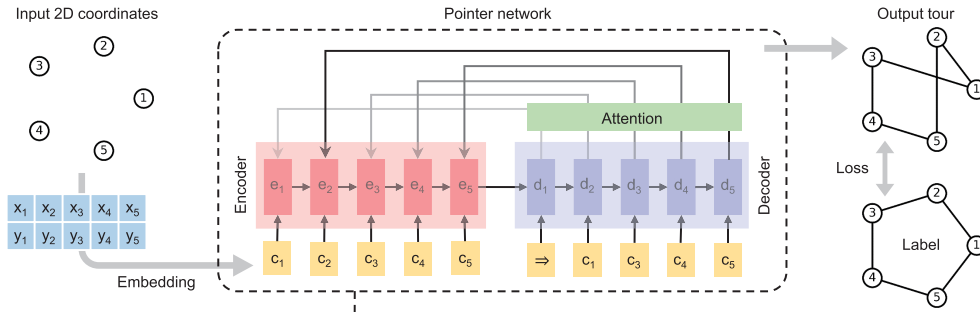 Input 2D coordinates
Pointer network
Output tour
2
3
1
4
5
x1 x2 x3 x4 x5
y1 y2 y3 y4 y5
Embedding
Encoder
e1 e2 e3 e4 e5
c1 c2 c3 c4 c5
Attention
d1 d2 d3 d4 d5
Decoder
⇒ c1 c3 c4 c5
2
3
1
4
5
Loss
5
3
1
Label
4
5